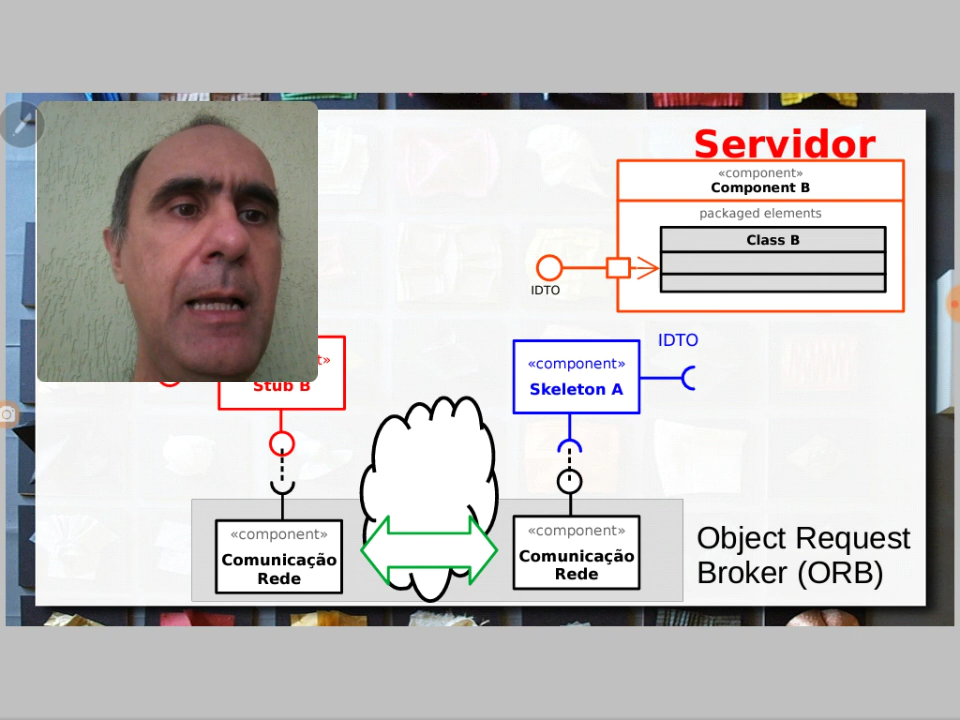 Servidor
«component»
Component B
packaged elements
Class B
IDTO
IDTO
t»
Stub B
«component»
Skeleton A
«component»
Comunicação
Rede
«component»
Comunicação
Rede
Object Request
Broker (ORB)